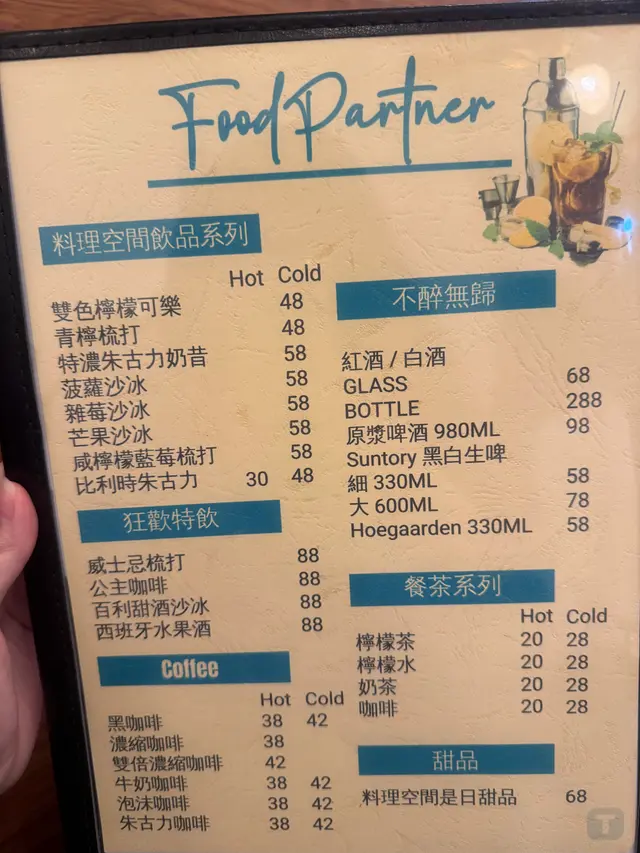 Food Partner
料理空間飲品系列
Hot Cold
雙色檸檬可樂 48
青檸梳打 48
特濃朱古力奶昔 58
菠蘿沙冰 58
雜莓沙冰 58
芒果沙冰 58
咸檸檬藍莓梳打 58
比利時朱古力 30 48
狂歡特飲
威士忌梳打 88
公主咖啡 88
百利甜酒沙冰 88
西班牙水果酒 88
Coffee
Hot Cold
黑咖啡 38 42
濃縮咖啡 38
雙倍濃縮咖啡 42
牛奶咖啡 38 42
泡沫咖啡 38 42
朱古力咖啡 38 42
不醉無歸
紅酒 / 白酒
GLASS 68
BOTTLE 288
原漿啤酒 980ML 98
Suntory 黑白生啤
細 330ML 58
大 600ML 78
Hoegaarden 330ML 58
餐茶系列
Hot Cold
檸檬茶 20 28
檸檬水 20 28
奶茶 20 28
咖啡 20 28
甜品
料理空間是日甜品 68
T